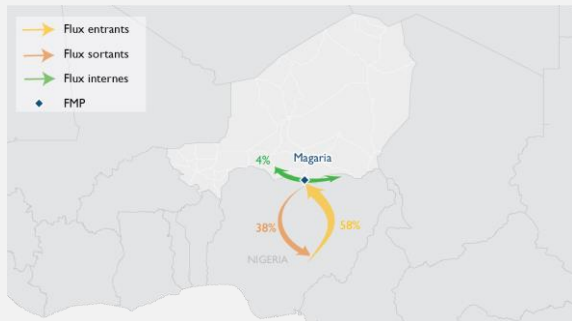 Flux entrants
Flux sortants
Flux internes
FMP
4%
Magaria
38%
58%
NIGERIA